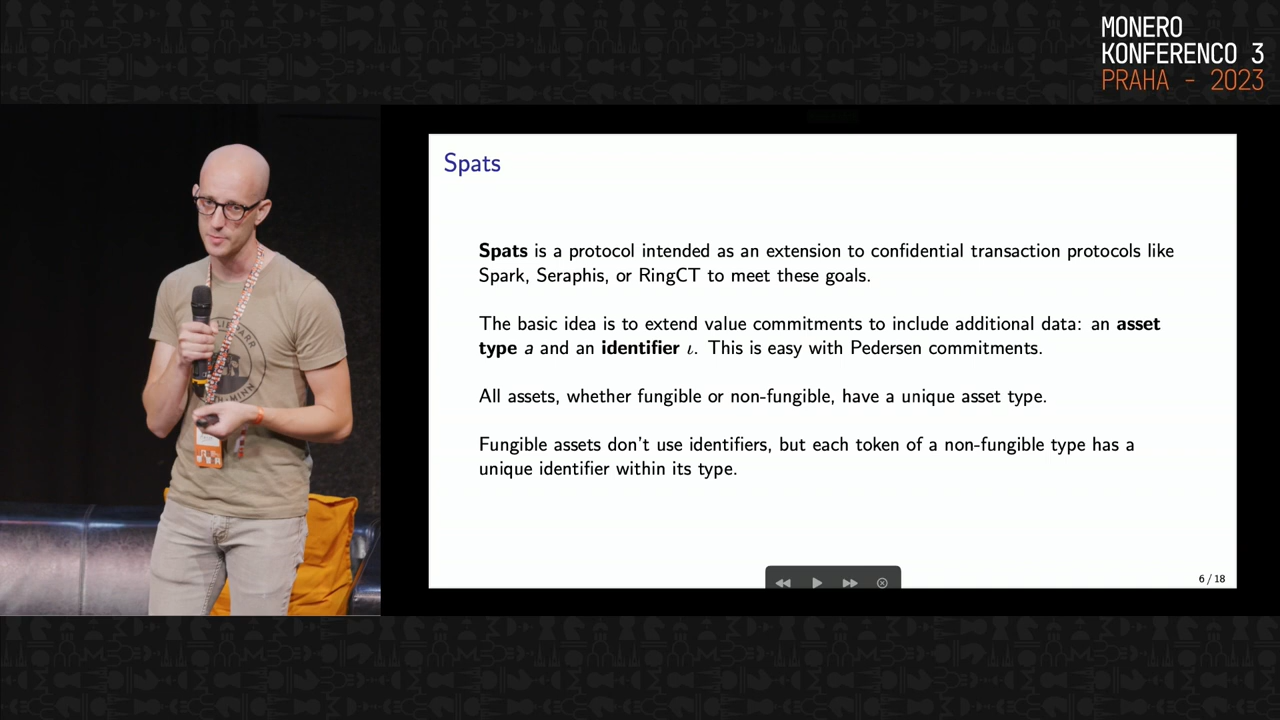 MONERO
KONFERENCO 3
PRAHA - 2023
Spats
Spats is a protocol intended as an extension to confidential transaction protocols like
Spark, Seraphis, or RingCT to meet these goals.
The basic idea is to extend value commitments to include additional data: an asset
type a and an identifier ι. This is easy with Pedersen commitments.
All assets, whether fungible or non-fungible, have a unique asset type.
Fungible assets don't use identifiers, but each token of a non-fungible type has a
unique identifier within its type.
6 / 18